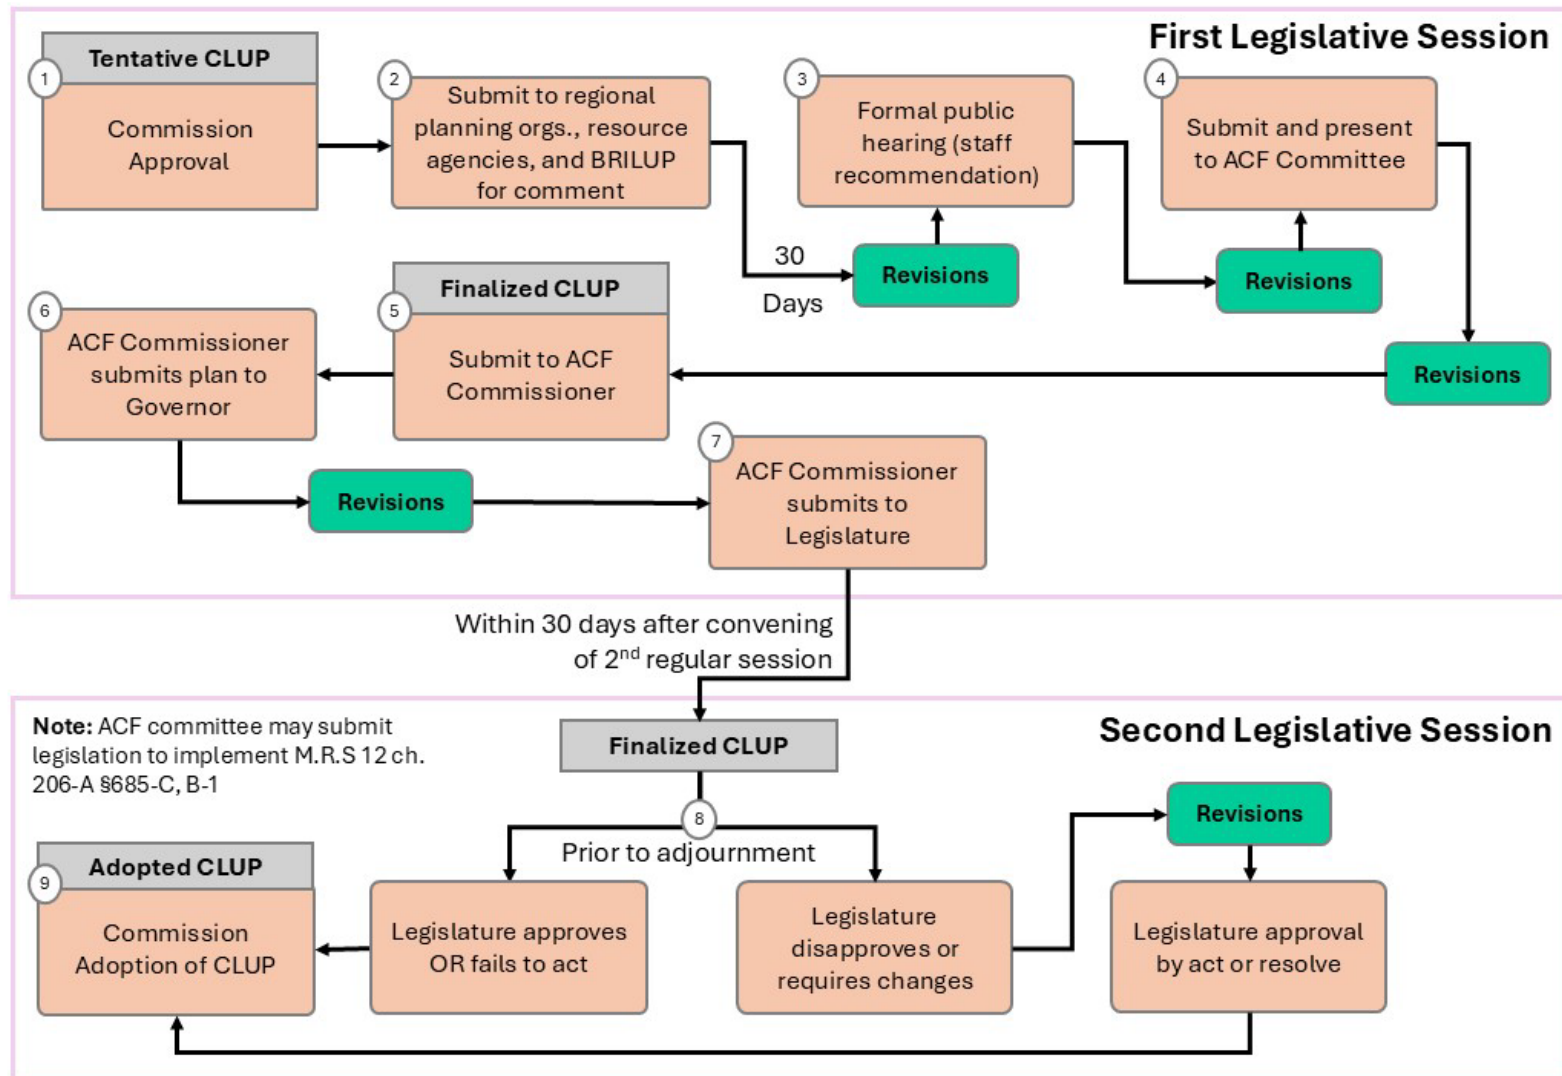 First Legislative Session
Tentative CLUP
1
Commission
Approval
2
Submit to regional
planning orgs., resource
agencies, and BRILUP
for comment
30
Days
Revisions
3
Formal public
hearing (staff
recommendation)
Revisions
4
Submit and present
to ACF Committee
Revisions
Finalized CLUP
5
Submit to ACF
Commissioner
6
ACF Commissioner
submits plan to
Governor
Revisions
7
ACF Commissioner
submits to
Legislature
Within 30 days after convening
of 2nd regular session
Second Legislative Session
Note: ACF committee may submit
legislation to implement M.R.S 12 ch.
206-A §685-C, B-1
Finalized CLUP
8
Prior to adjournment
Legislature approves
OR fails to act
Legislature
disapproves or
requires changes
Revisions
Legislature approval
by act or resolve
Adopted CLUP
9
Commission
Adoption of CLUP